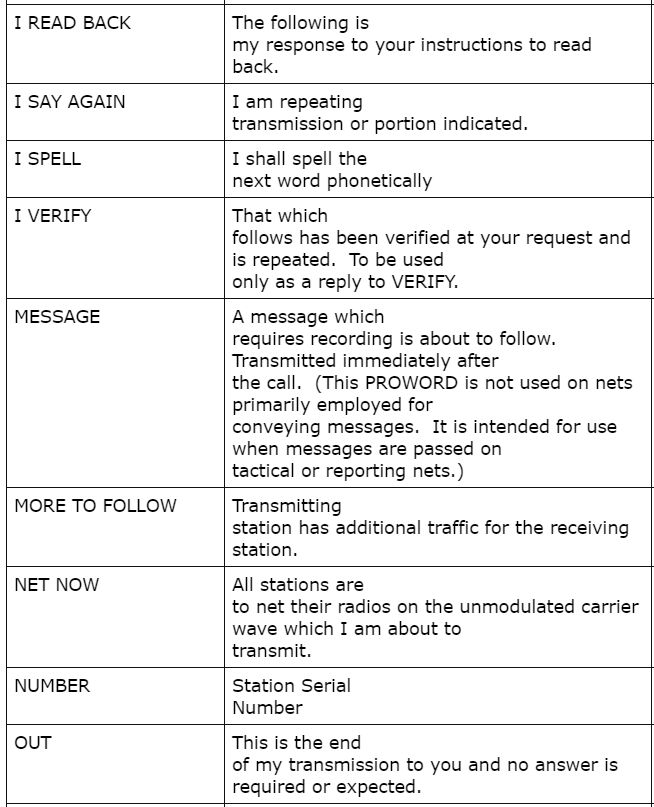 I READ BACK
The following is
my response to your instructions to read
back.
I SAY AGAIN
I am repeating
transmission or portion indicated.
I SPELL
I shall spell the
next word phonetically
I VERIFY
That which
follows has been verified at your request and
is repeated.  To be used
only as a reply to VERIFY.
MESSAGE
A message which
requires recording is about to follow.
Transmitted immediately after
the call.  (This PROWORD is not used on nets
primarily employed for
conveying messages.  It is intended for use
when messages are passed on
tactical or reporting nets.)
MORE TO FOLLOW
Transmitting
station has additional traffic for the receiving
station.
NET NOW
All stations are
to net their radios on the unmodulated carrier
wave which I am about to
transmit.
NUMBER
Station Serial
Number
OUT
This is the end
of my transmission to you and no answer is
required or expected.